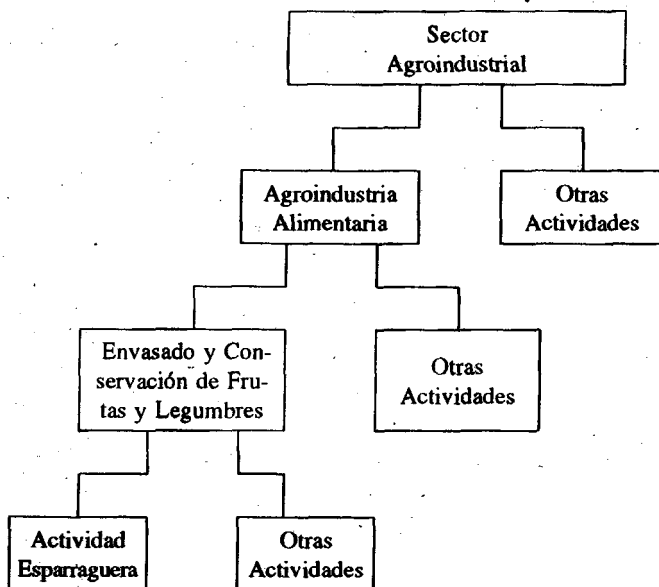 Sector
Agroindustrial
Agroindustria
Alimentaria
Otras
Actividades
Envasado y Con-
servación de Fru-
tas y Legumbres
Otras
Actividades
Actividad
Esparraguera
Otras
Actividades